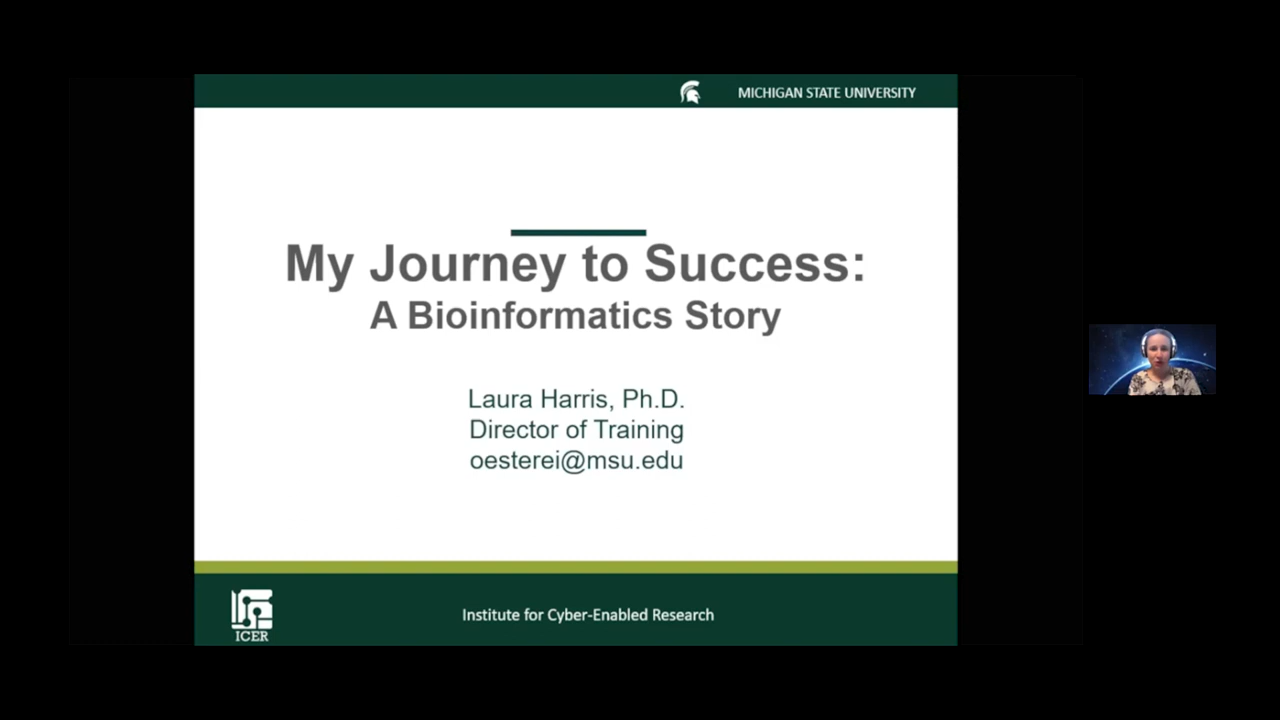 MICHIGAN STATE UNIVERSITY
My Journey to Success:
A Bioinformatics Story
Laura Harris, Ph.D.
Director of Training
oesterei@msu.edu
ICER
Institute for Cyber-Enabled Research